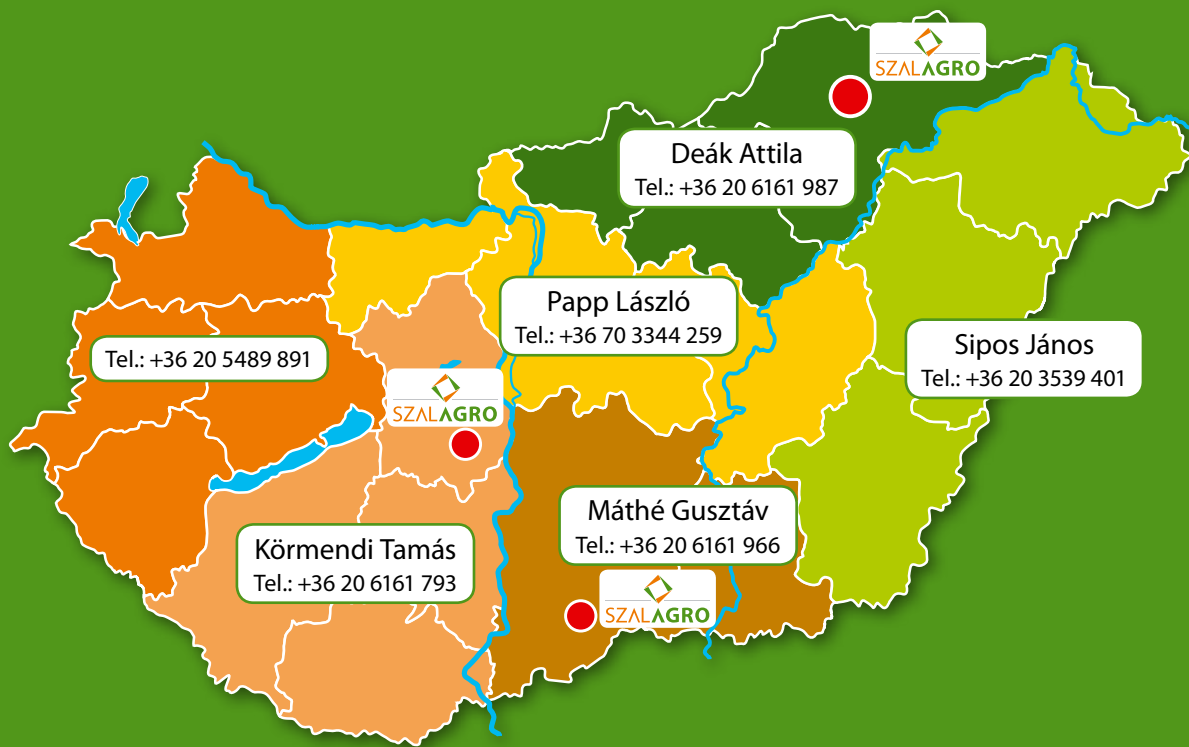 SZALAGRO
Deák Attila
Tel.: +36 20 6161 987
Papp László
Tel.: +36 70 3344 259
Tel.: +36 20 5489 891
Sipos János
Tel.: +36 20 3539 401
SZALAGRO
Máthé Gusztáv
Tel.: +36 20 6161 966
Körmendi Tamás
Tel.: +36 20 6161 793
SZALAGRO